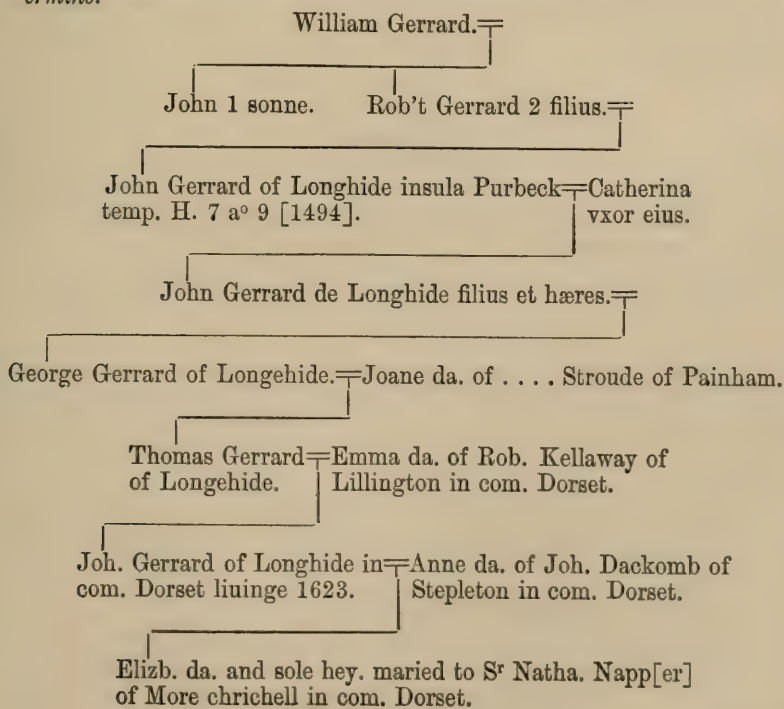 ermine.
William Gerrard.
John 1 sonne. Rob't Gerrard 2 filius.
John Gerrard of Longhide insula Purbeck=Catherina
temp. H. 7 aº 9 [1494]. vxor eius.
John Gerrard de Longhide filius et hæres.
George Gerrard of Longehide.=Joane da. of . . . . Stroude of Painham.
Thomas Gerrard=Emma da. of Rob. Kellaway of
of Longehide. Lillington in com. Dorset.
Joh. Gerrard of Longhide in=Anne da. of Joh. Dackomb of
com. Dorset liuinge 1623. Stepleton in com. Dorset.
Elizb. da. and sole hey. maried to Sʳ Natha. Napp[er]
of More chrichell in com. Dorset.